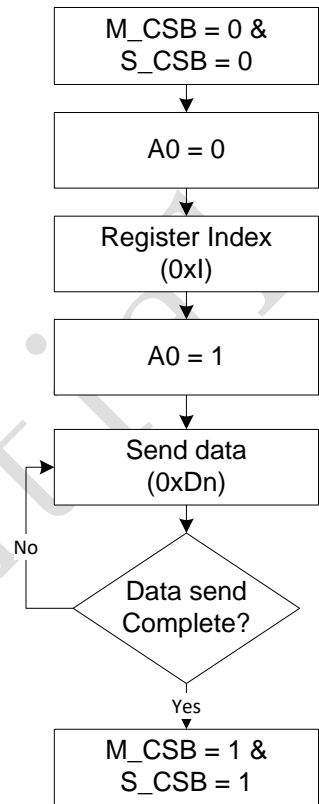 M_CSB = 0 &
S_CSB = 0
A0 = 0
Register Index
(0xI)
A0 = 1
Send data
(0xDn)
No
Data send
Complete?
Yes
M_CSB = 1 &
S_CSB = 1